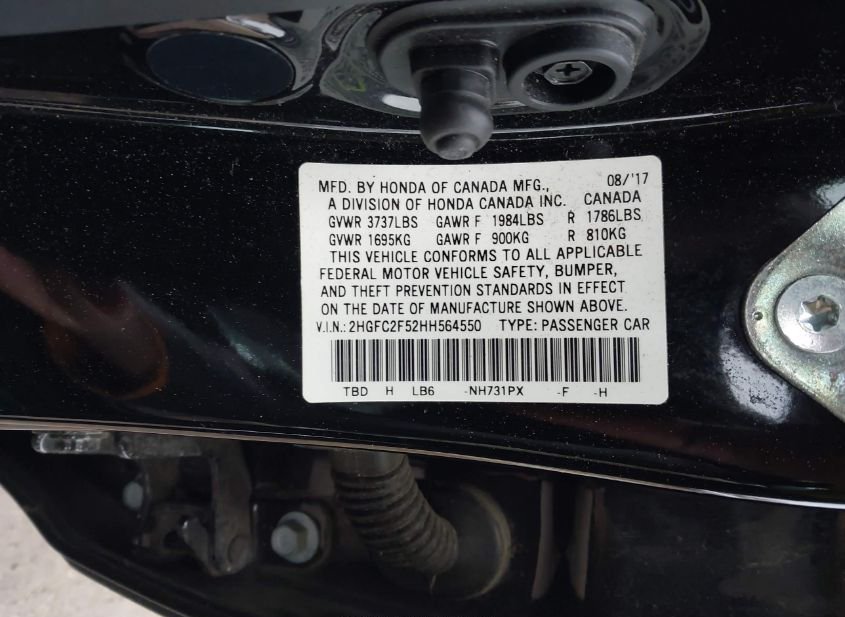 MFD. BY HONDA OF CANADA MFG., 08/'17
A DIVISION OF HONDA CANADA INC. CANADA
GVWR 3737LBS GAWR F 1984LBS R 1786LBS
GVWR 1695KG GAWR F 900KG R 810KG
THIS VEHICLE CONFORMS TO ALL APPLICABLE
FEDERAL MOTOR VEHICLE SAFETY, BUMPER,
AND THEFT PREVENTION STANDARDS IN EFFECT
ON THE DATE OF MANUFACTURE SHOWN ABOVE.
V.I.N.: 2HGFC2F52HH564550 TYPE: PASSENGER CAR
TBD H LB6 -NH731PX -F -H